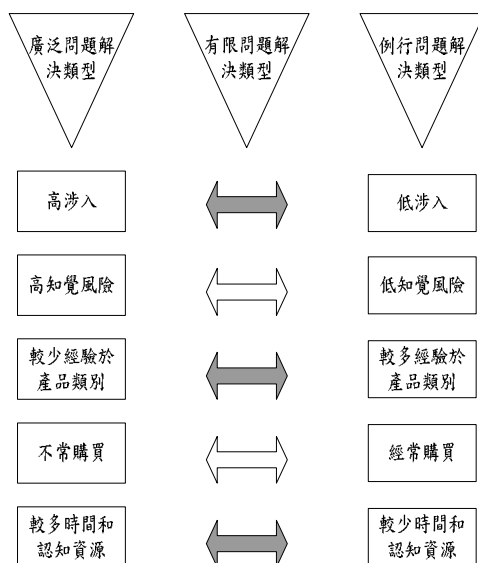 廣泛問題解
決類型
有限問題解
決類型
例行問題解
決類型
高涉入
低涉入
高知覺風險
低知覺風險
較少經驗於
產品類別
較多經驗於
產品類別
不常購買
經常購買
較多時間和
認知資源
較少時間和
認知資源